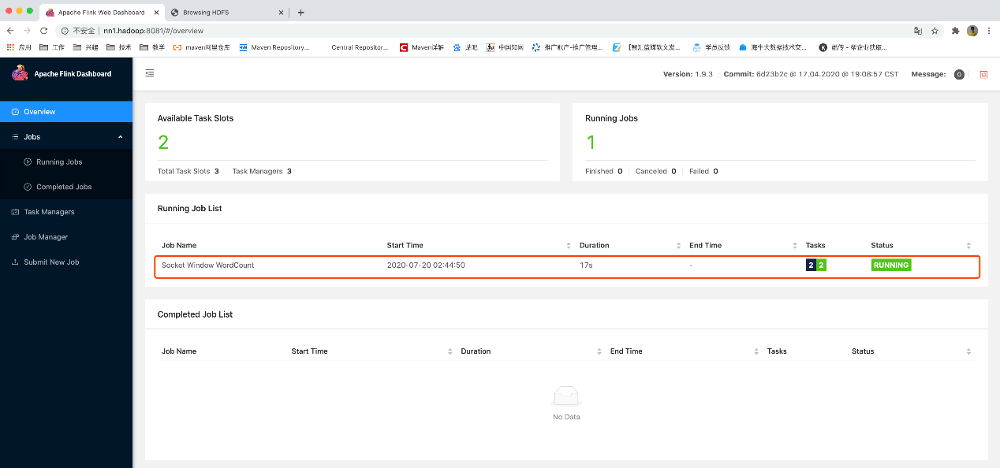 Apache Flink Web Dashboard
Browsing HDFS
不安全 nn1.hadoop:8081/#/overview
应用 工作 兴趣 技术 教学 maven阿里仓库 Maven Repository... Central Repositor... Maven详解 贴吧 中国知网 推广账户-推广管理... 【智汇蓝媒软文发... 学员反馈 海牛大数据技术交... 酷传 - 帮企业获取...
Apache Flink Dashboard
Version: 1.9.3 Commit: 6d23b2c @ 17.04.2020 @ 19:08:57 CST Message: 0
Overview
Jobs
Running Jobs
Completed Jobs
Task Managers
Job Manager
Submit New Job
Available Task Slots
2
Total Task Slots 3 Task Managers 3
Running Jobs
1
Finished 0 Canceled 0 Failed 0
Running Job List
Job Name Start Time Duration End Time Tasks Status
Socket Window WordCount 2020-07-20 02:44:50 17s - 2 2 RUNNING
Completed Job List
Job Name Start Time Duration End Time Tasks Status
No Data